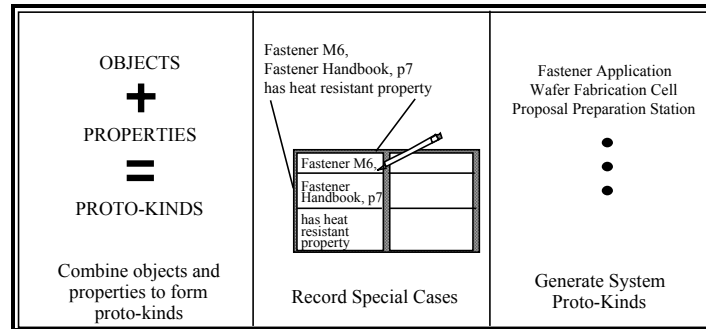 OBJECTS
+
PROPERTIES
=
PROTO-KINDS
Combine objects and
properties to form
proto-kinds
Fastener M6,
Fastener Handbook, p7
has heat resistant property
Fastener M6,
Fastener
Handbook, p7
has heat
resistant
property
Record Special Cases
Fastener Application
Wafer Fabrication Cell
Proposal Preparation Station
Generate System
Proto-Kinds